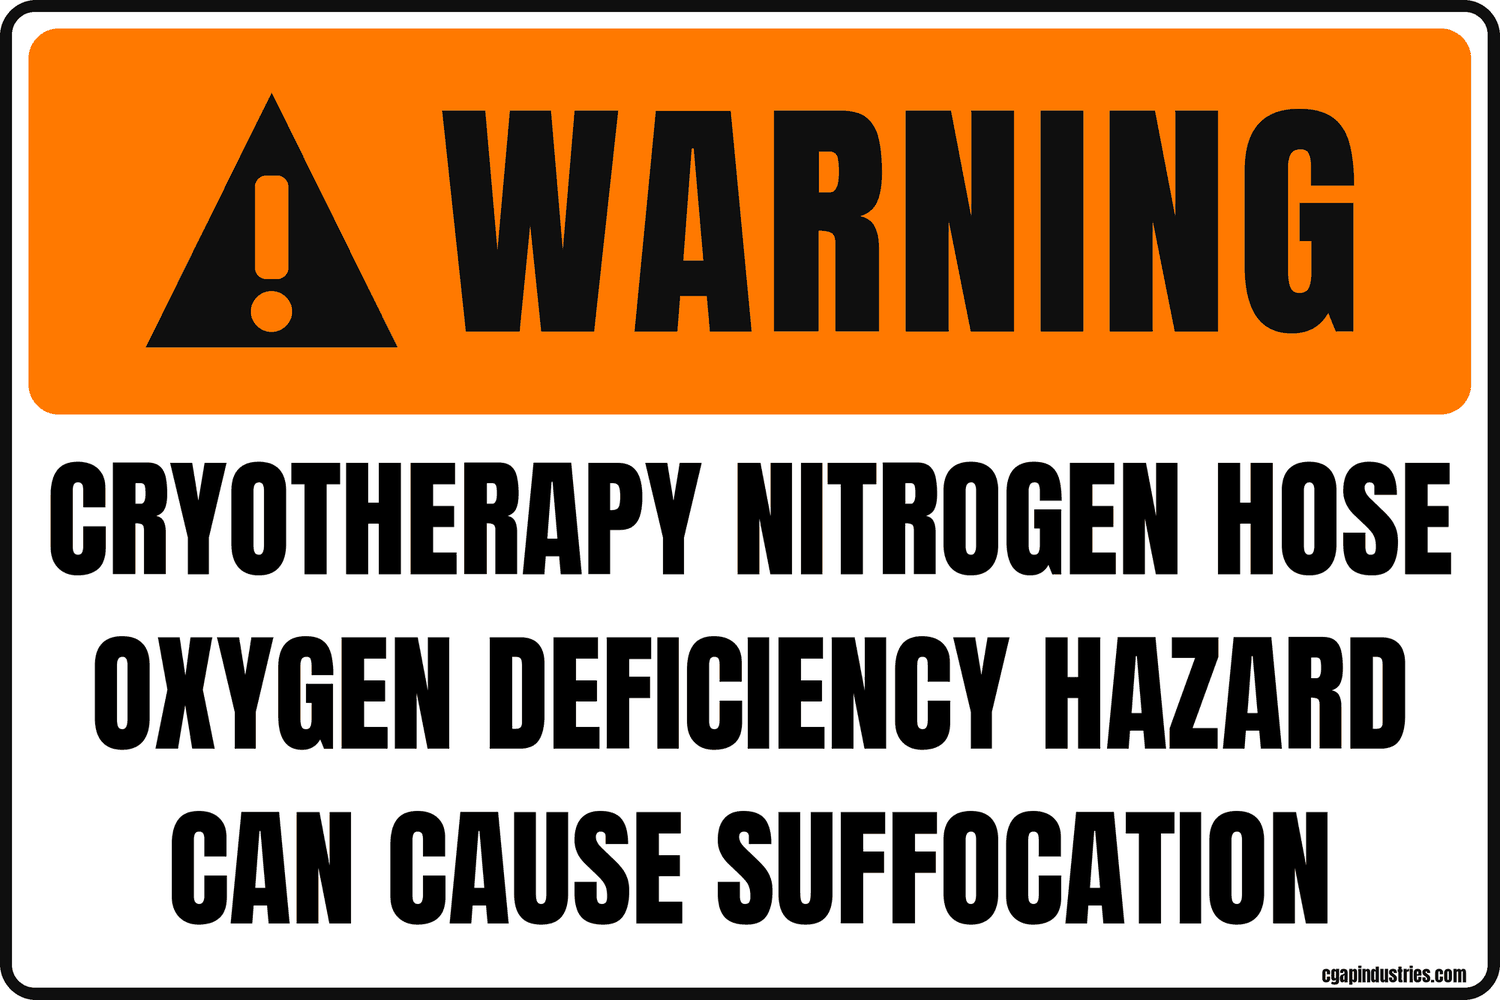 WARNING
CRYOTHERAPY NITROGEN HOSE
OXYGEN DEFICIENCY HAZARD
CAN CAUSE SUFFOCATION
cgapindustries.com